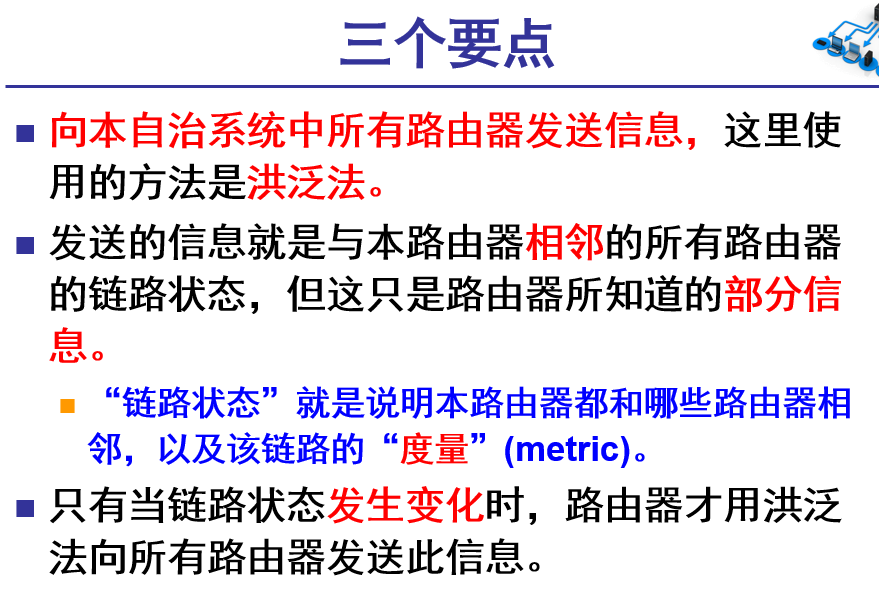 三个要点
向本自治系统中所有路由器发送信息，这里使
用的方法是洪泛法。
发送的信息就是与本路由器相邻的所有路由器
的链路状态，但这只是路由器所知道的部分信
息。
“链路状态”就是说明本路由器都和哪些路由器相
邻，以及该链路的“度量”(metric)。
只有当链路状态发生变化时，路由器才用洪泛
法向所有路由器发送此信息。